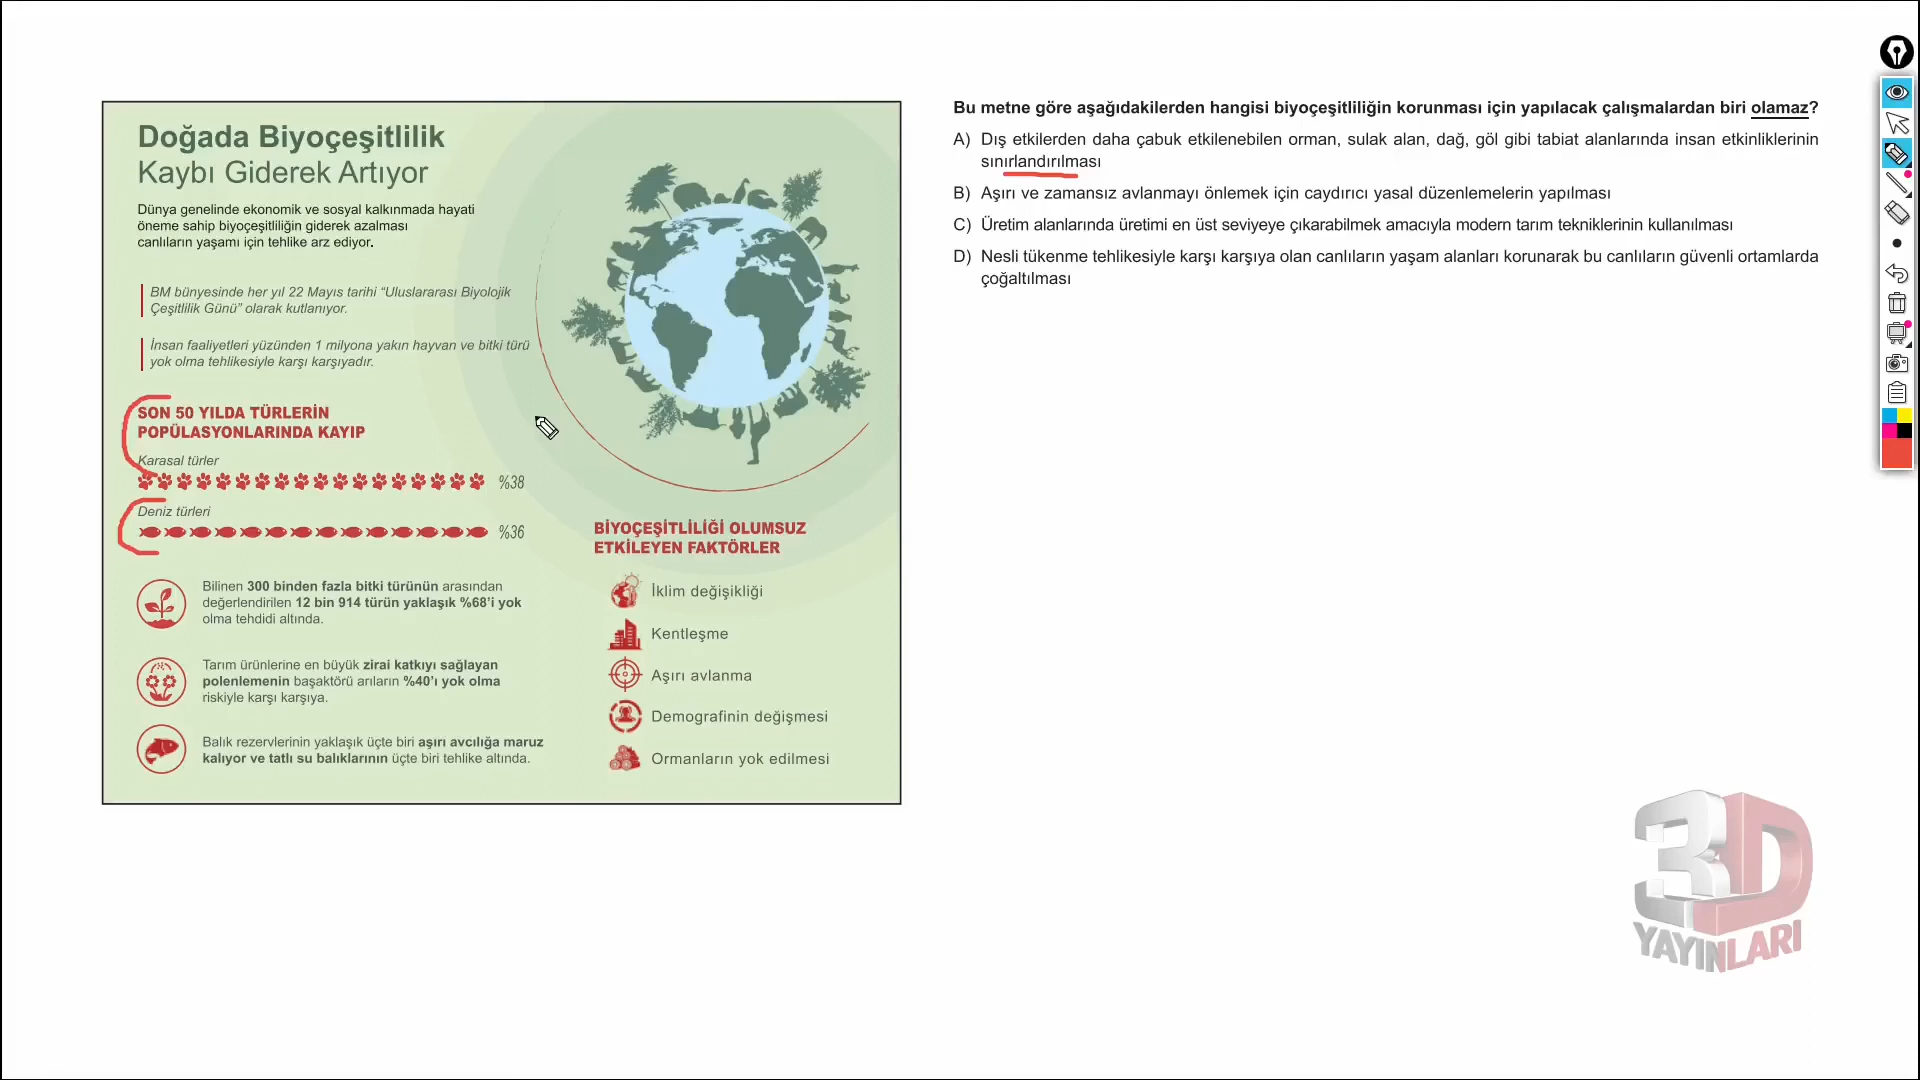 Doğada Biyoçeşitlilik
Kaybı Giderek Artıyor
Dünya genelinde ekonomik ve sosyal kalkınmada hayati
öneme sahip biyoçeşitliliğin giderek azalması
canlıların yaşamı için tehlike arz ediyor.
BM bünyesinde her yıl 22 Mayıs tarihi “Uluslararası Biyolojik
Çeşitlilik Günü” olarak kutlanıyor.
İnsan faaliyetleri yüzünden 1 milyona yakın hayvan ve bitki türü
yok olma tehlikesiyle karşı karşıyadır.
SON 50 YILDA TÜRLERİN
POPÜLASYONLARINDA KAYIP
Karasal türler
%38
Deniz türleri
%36
Bilinen 300 binden fazla bitki türünün arasından
değerlendirilen 12 bin 914 türün yaklaşık %68’i yok
olma tehdidi altında.
Tarım ürünlerine en büyük zirai katkıyı sağlayan
polenlemenin başaktörü arıların %40’ı yok olma
riskiyle karşı karşıya.
Balık rezervlerinin yaklaşık üçte biri aşırı avcılığa maruz
kalıyor ve tatlı su balıklarının üçte biri tehlike altında.
BİYOÇEŞİTLİLİĞİ OLUMSUZ
ETKİLEYEN FAKTÖRLER
İklim değişikliği
Kentleşme
Aşırı avlanma
Demografinin değişmesi
Ormanların yok edilmesi
Bu metne göre aşağıdakilerden hangisi biyoçeşitliliğin korunması için yapılacak çalışmalardan biri olamaz?
A) Dış etkilerden daha çabuk etkilenebilen orman, sulak alan, dağ, göl gibi tabiat alanlarında insan etkinliklerinin
sınırlandırılması
B) Aşırı ve zamansız avlanmayı önlemek için caydırıcı yasal düzenlemelerin yapılması
C) Üretim alanlarında üretimi en üst seviyeye çıkarabilmek amacıyla modern tarım tekniklerinin kullanılması
D) Nesli tükenme tehlikesiyle karşı karşıya olan canlıların yaşam alanları korunarak bu canlıların güvenli ortamlarda
çoğaltılması
3D
YAYINLARI